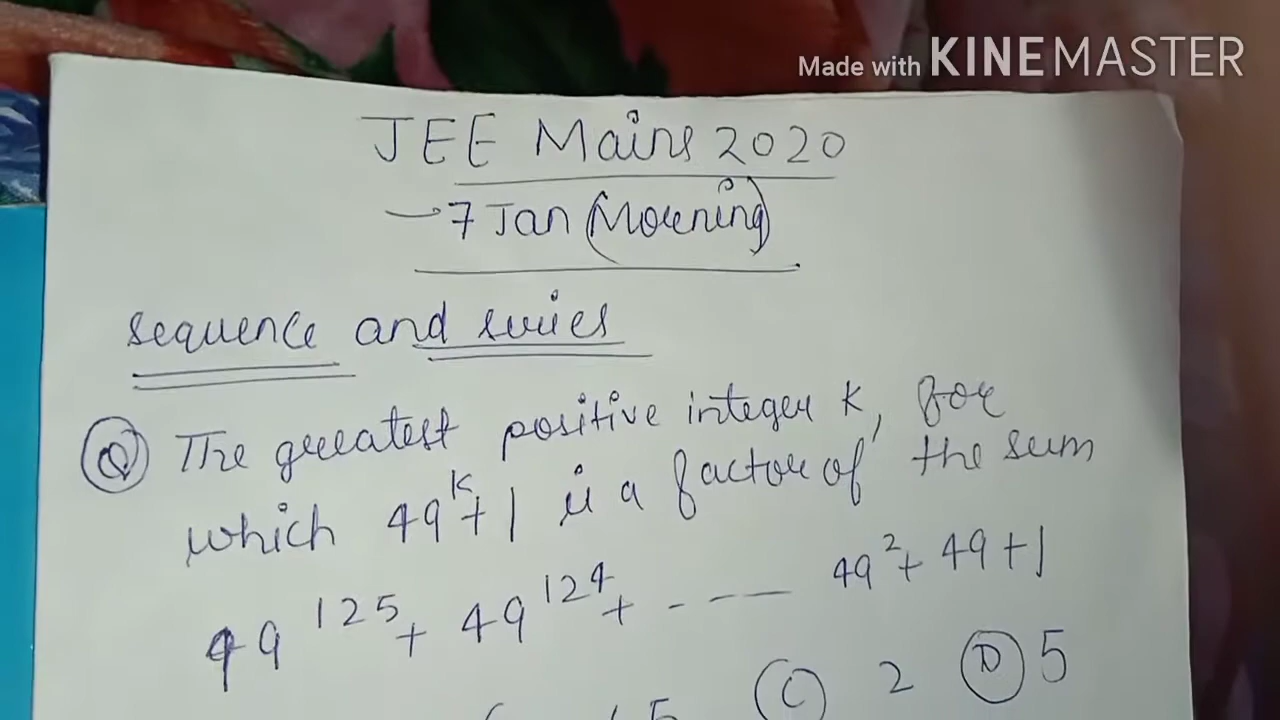 Made with KINEMASTER
JEE Mains 2020
→ 7 Jan (Morning)
sequence and series
Q The greatest positive integer K, for
which 49^K + 1 is a factor of the sum
49^125 + 49^124 + - - - - 49^2 + 49 + 1
C 2 D 5